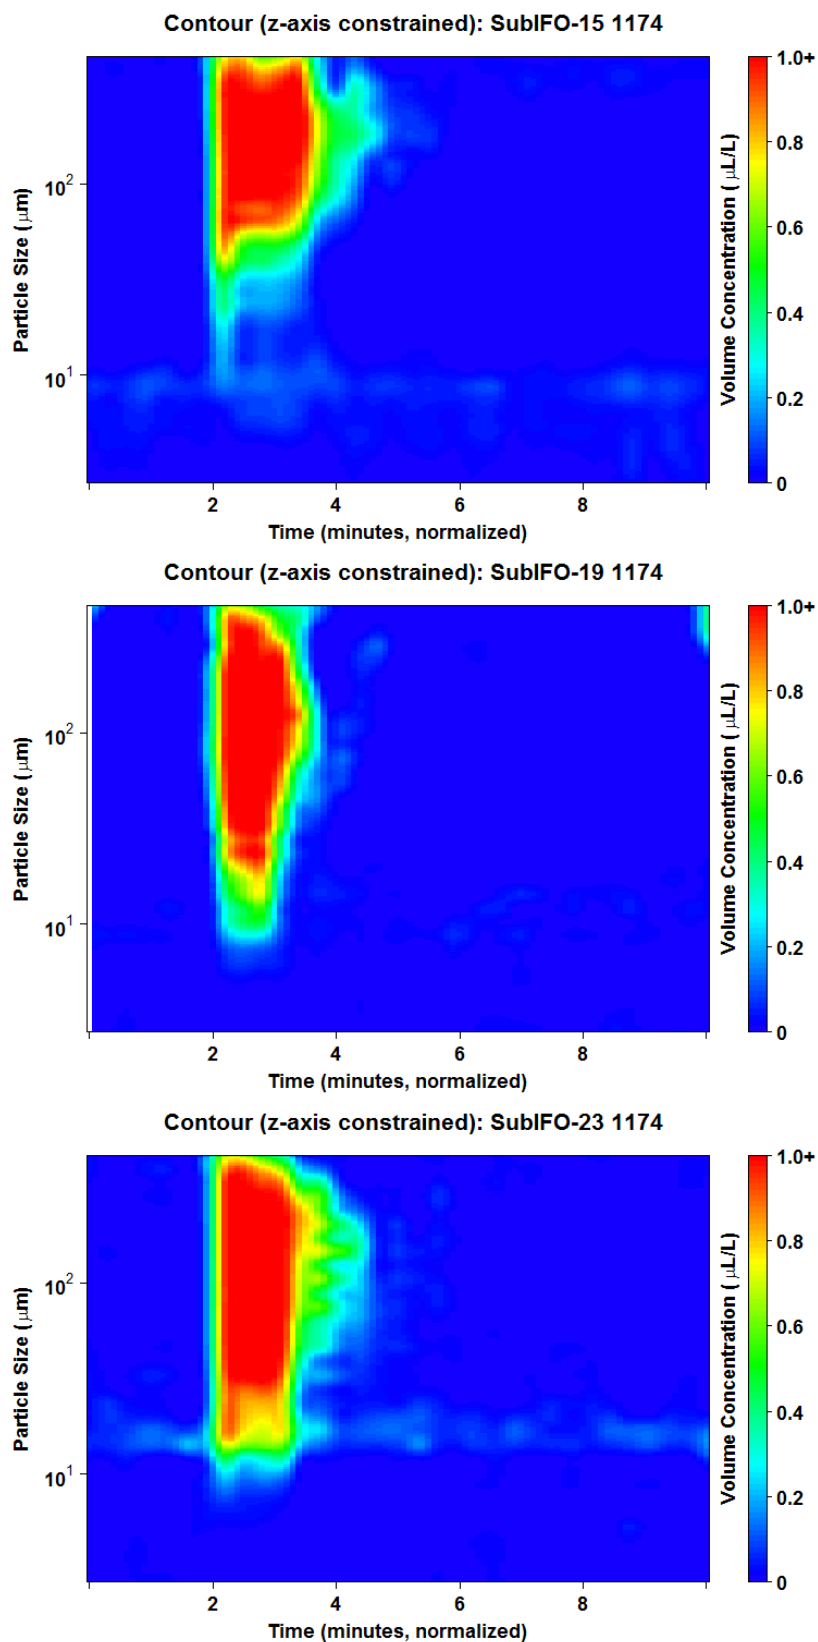 Contour (z-axis constrained): SubIFO-15 1174
1.0+
0.8
0.6
0.4
0.2
0
Volume Concentration ( μL/L)
Particle Size (μm)
10²
10¹
2 4 6 8
Time (minutes, normalized)
Contour (z-axis constrained): SubIFO-19 1174
1.0+
0.8
0.6
0.4
0.2
0
Volume Concentration ( μL/L)
Particle Size (μm)
10²
10¹
2 4 6 8
Time (minutes, normalized)
Contour (z-axis constrained): SubIFO-23 1174
1.0+
0.8
0.6
0.4
0.2
0
Volume Concentration ( μL/L)
Particle Size (μm)
10²
10¹
2 4 6 8
Time (minutes, normalized)